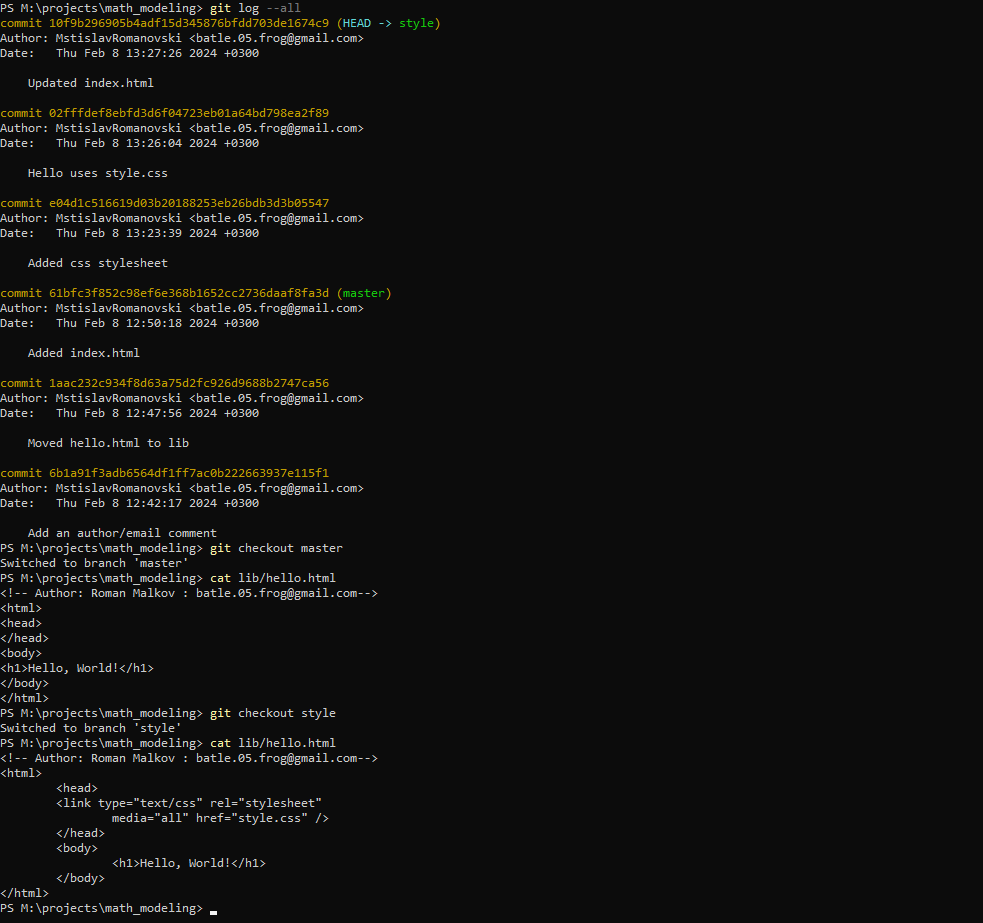 PS M:\projects\math_modeling> git log --all
commit 10f9b296905b4adf15d345876bfdd703de1674c9 (HEAD -> style)
Author: MstislavRomanovski <batle.05.frog@gmail.com>
Date:   Thu Feb 8 13:27:26 2024 +0300
    Updated index.html
commit 02fffdef8ebfd3d6f04723eb01a64bd798ea2f89
Author: MstislavRomanovski <batle.05.frog@gmail.com>
Date:   Thu Feb 8 13:26:04 2024 +0300
    Hello uses style.css
commit e04d1c516619d03b20188253eb26bdb3d3b05547
Author: MstislavRomanovski <batle.05.frog@gmail.com>
Date:   Thu Feb 8 13:23:39 2024 +0300
    Added css stylesheet
commit 61bfc3f852c98ef6e368b1652cc2736daaf8fa3d (master)
Author: MstislavRomanovski <batle.05.frog@gmail.com>
Date:   Thu Feb 8 12:50:18 2024 +0300
    Added index.html
commit 1aac232c934f8d63a75d2fc926d9688b2747ca56
Author: MstislavRomanovski <batle.05.frog@gmail.com>
Date:   Thu Feb 8 12:47:56 2024 +0300
    Moved hello.html to lib
commit 6b1a91f3adb6564df1ff7ac0b222663937e115f1
Author: MstislavRomanovski <batle.05.frog@gmail.com>
Date:   Thu Feb 8 12:42:17 2024 +0300
    Add an author/email comment
PS M:\projects\math_modeling> git checkout master
Switched to branch 'master'
PS M:\projects\math_modeling> cat lib/hello.html
<!-- Author: Roman Malkov : batle.05.frog@gmail.com-->
<html>
<head>
</head>
<body>
<h1>Hello, World!</h1>
</body>
</html>
PS M:\projects\math_modeling> git checkout style
Switched to branch 'style'
PS M:\projects\math_modeling> cat lib/hello.html
<!-- Author: Roman Malkov : batle.05.frog@gmail.com-->
<html>
        <head>
        <link type="text/css" rel="stylesheet"
                media="all" href="style.css" />
        </head>
        <body>
                <h1>Hello, World!</h1>
        </body>
</html>
PS M:\projects\math_modeling>